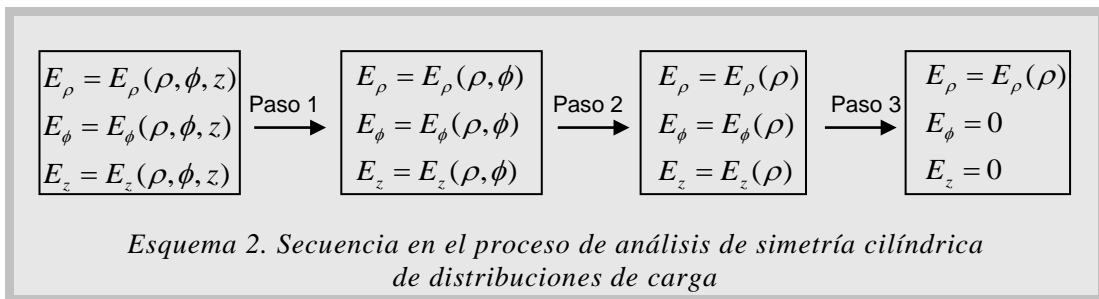 E_ρ = E_ρ(ρ,ϕ,z)
E_ϕ = E_ϕ(ρ,ϕ,z)
E_z = E_z(ρ,ϕ,z)
Paso 1
E_ρ = E_ρ(ρ,ϕ)
E_ϕ = E_ϕ(ρ,ϕ)
E_z = E_z(ρ,ϕ)
Paso 2
E_ρ = E_ρ(ρ)
E_ϕ = E_ϕ(ρ)
E_z = E_z(ρ)
Paso 3
E_ρ = E_ρ(ρ)
E_ϕ = 0
E_z = 0
Esquema 2. Secuencia en el proceso de análisis de simetría cilíndrica
de distribuciones de carga